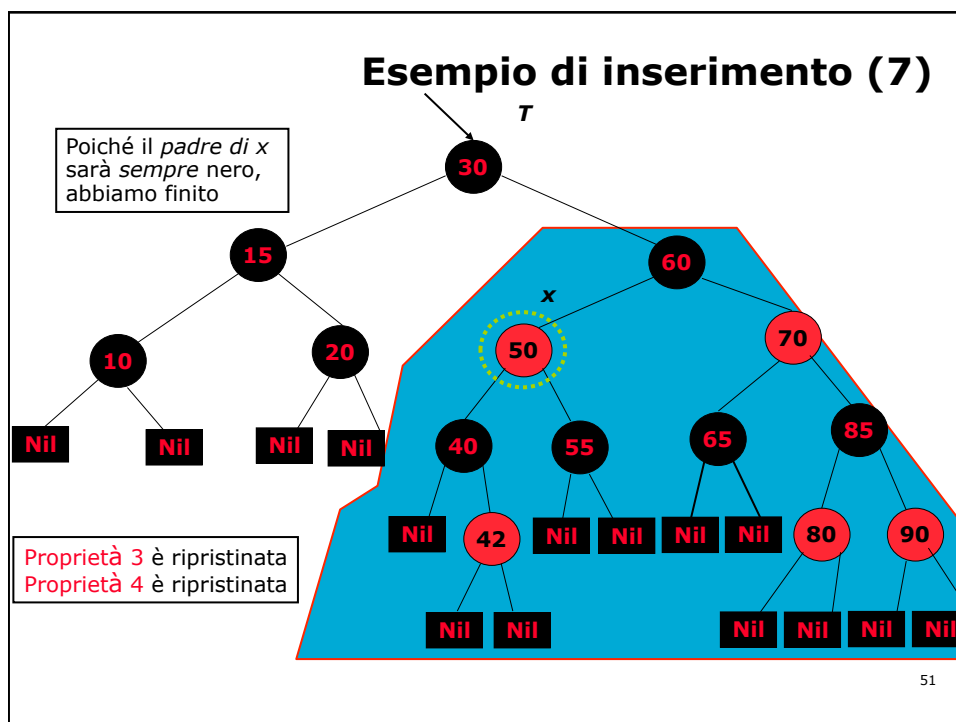 Esempio di inserimento (7)
T
Poiché il padre di x
sarà sempre nero,
abbiamo finito
30
15
60
x
10
20
50
70
Nil
Nil
Nil
Nil
40
55
65
85
Nil
42
Nil
Nil
Nil
Nil
80
90
Proprietà 3 è ripristinata
Proprietà 4 è ripristinata
Nil
Nil
Nil
Nil
Nil
Nil
51